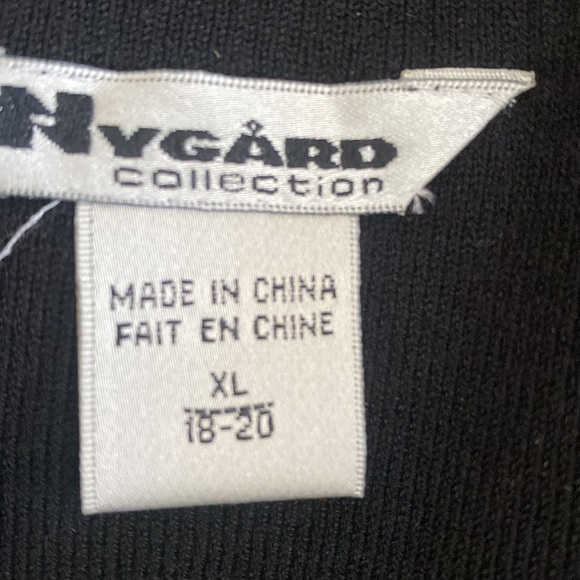 NYGÅRD
collection
MADE IN CHINA
FAIT EN CHINE
XL
18-20